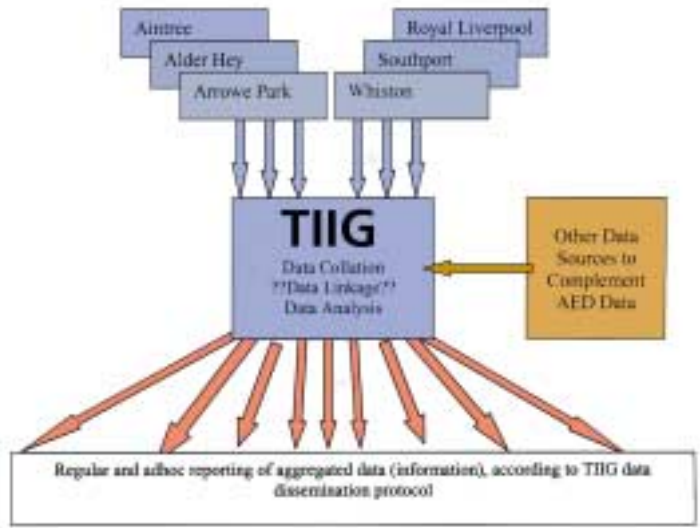 Aintree
Alder Hey
Arrowe Park
Royal Liverpool
Southport
Whiston
TIIG
Data Collation
??Data Linkage??
Data Analysis
Other Data
Sources to
Complement
AED Data
Regular and adhoc reporting of aggregated data (information), according to TIIG data
dissemination protocol